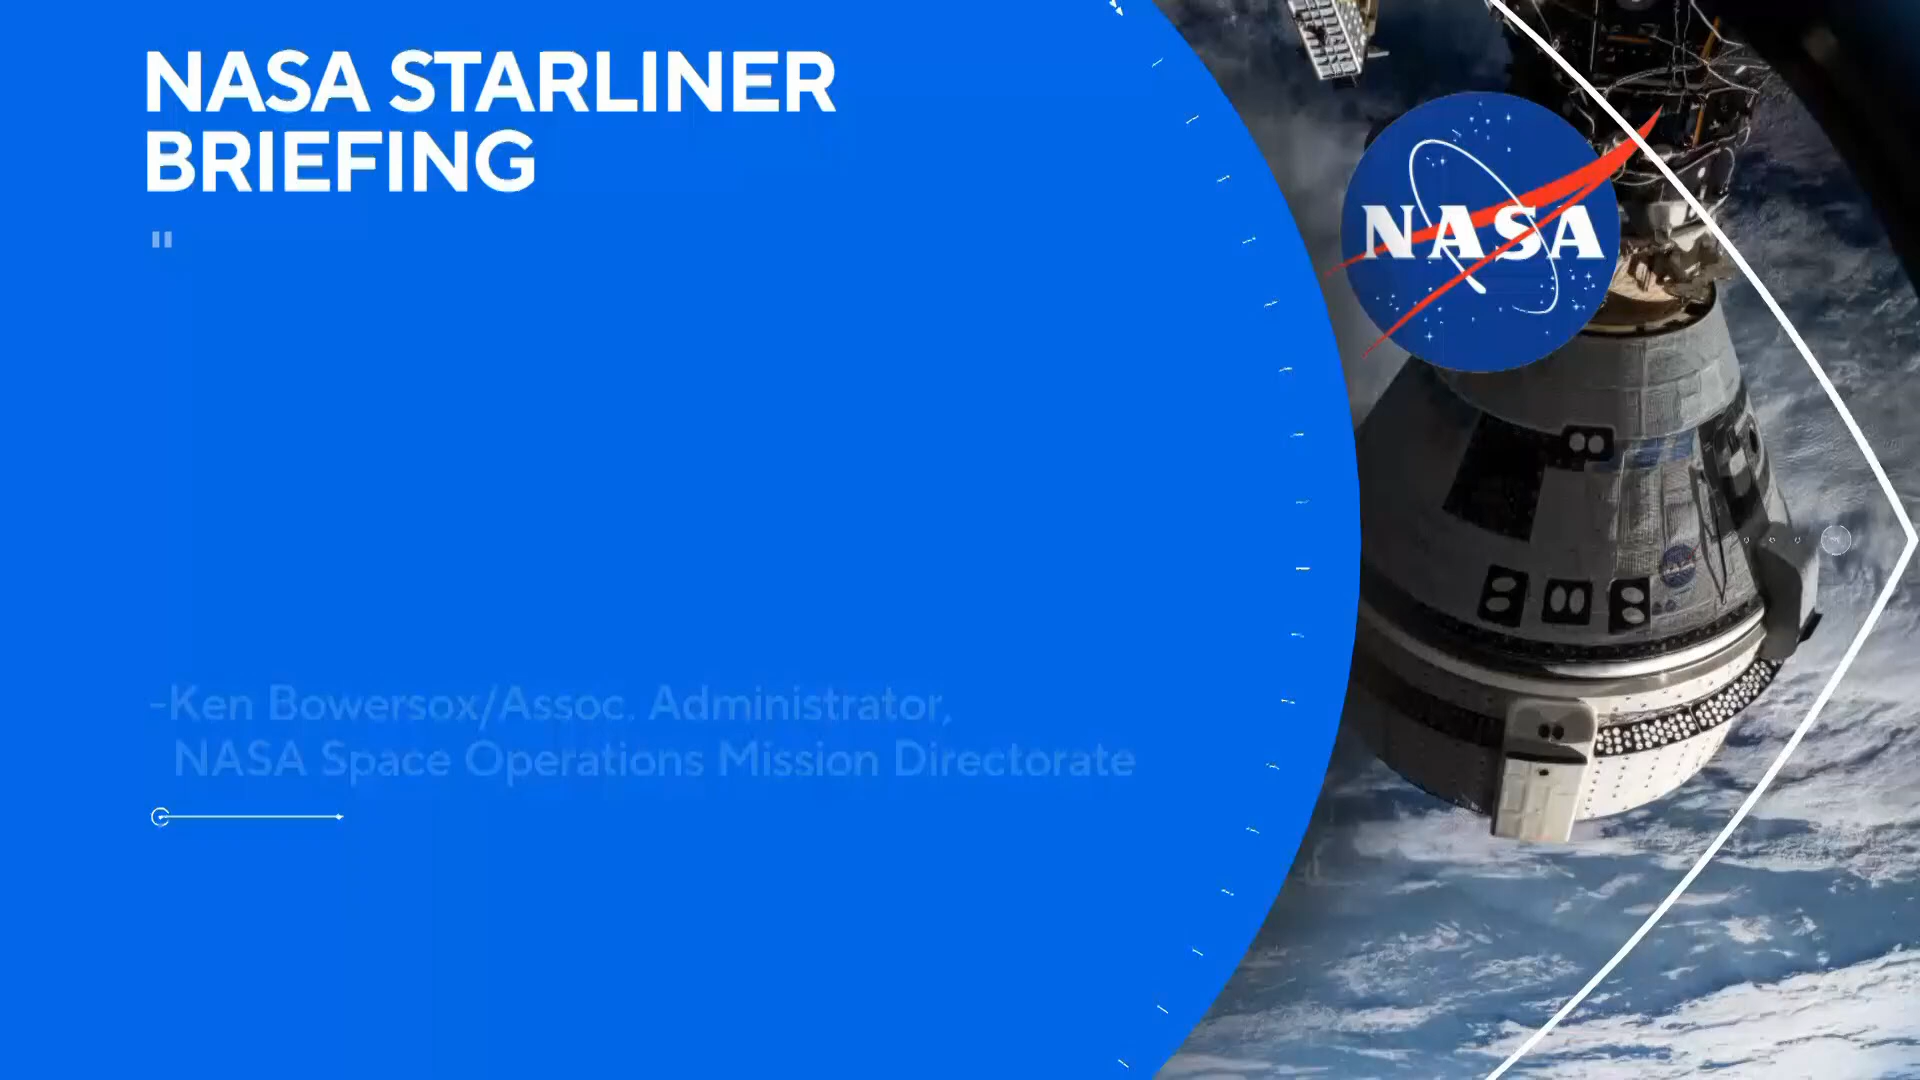 NASA STARLINER
BRIEFING
"
NASA
-Ken Bowersox/Assoc. Administrator,
NASA Space Operations Mission Directorate